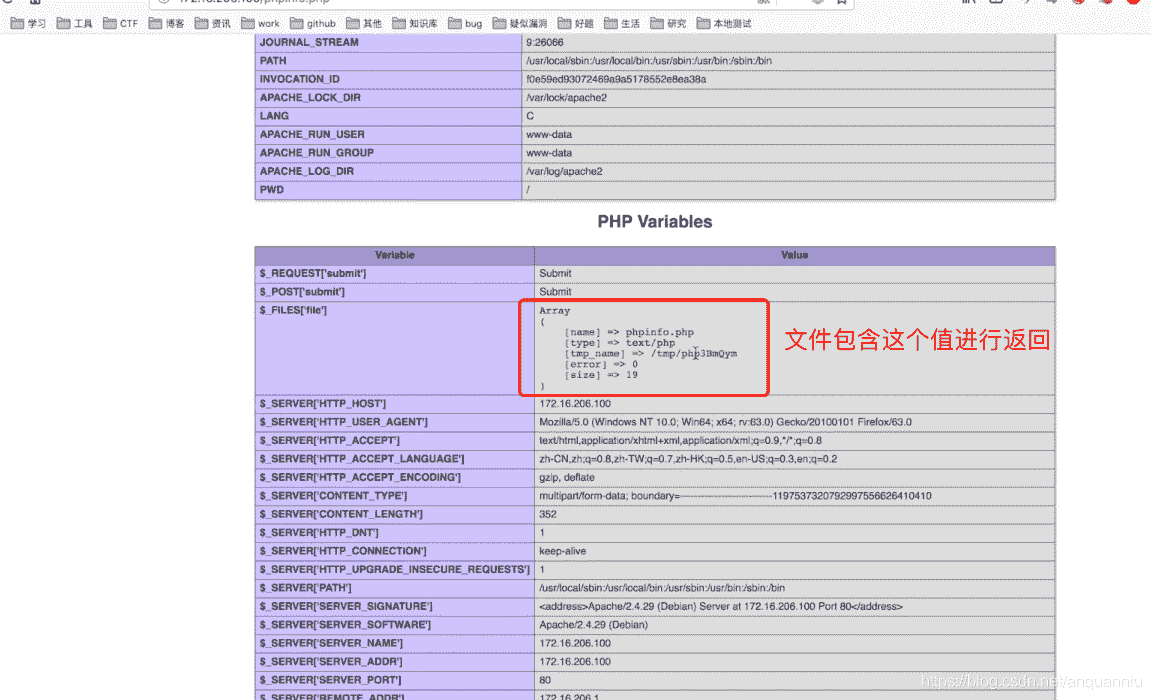 学习 工具 CTF 博客 资讯 work github 其他 知识库 bug 疑似漏洞 好题 生活 研究 本地测试
JOURNAL_STREAM 9:26066
PATH /usr/local/sbin:/usr/local/bin:/usr/sbin:/usr/bin:/sbin:/bin
INVOCATION_ID f0e59ed93072469a9a5178552e8ea38a
APACHE_LOCK_DIR /var/lock/apache2
LANG C
APACHE_RUN_USER www-data
APACHE_RUN_GROUP www-data
APACHE_LOG_DIR /var/log/apache2
PWD /
PHP Variables
Variable Value
$_REQUEST['submit'] Submit
$_POST['submit'] Submit
$_FILES['file'] Array
(
[name] => phpinfo.php
[type] => text/php
[tmp_name] => /tmp/php3BmQym
[error] => 0
[size] => 19
)
文件包含这个值进行返回
$_SERVER['HTTP_HOST'] 172.16.206.100
$_SERVER['HTTP_USER_AGENT'] Mozilla/5.0 (Windows NT 10.0; Win64; x64; rv:63.0) Gecko/20100101 Firefox/63.0
$_SERVER['HTTP_ACCEPT'] text/html,application/xhtml+xml,application/xml;q=0.9,*/*;q=0.8
$_SERVER['HTTP_ACCEPT_LANGUAGE'] zh-CN,zh;q=0.8,zh-TW;q=0.7,zh-HK;q=0.5,en-US;q=0.3,en;q=0.2
$_SERVER['HTTP_ACCEPT_ENCODING'] gzip, deflate
$_SERVER['CONTENT_TYPE'] multipart/form-data; boundary=---------------------------1197537320792997556626410410
$_SERVER['CONTENT_LENGTH'] 352
$_SERVER['HTTP_DNT'] 1
$_SERVER['HTTP_CONNECTION'] keep-alive
$_SERVER['HTTP_UPGRADE_INSECURE_REQUESTS'] 1
$_SERVER['PATH'] /usr/local/sbin:/usr/local/bin:/usr/sbin:/usr/bin:/sbin:/bin
$_SERVER['SERVER_SIGNATURE'] <address>Apache/2.4.29 (Debian) Server at 172.16.206.100 Port 80</address>
$_SERVER['SERVER_SOFTWARE'] Apache/2.4.29 (Debian)
$_SERVER['SERVER_NAME'] 172.16.206.100
$_SERVER['SERVER_ADDR'] 172.16.206.100
$_SERVER['SERVER_PORT'] 80
$_SERVER['REMOTE_ADDR'] 172.16.206.1
https://blog.csdn.net/anquanniu